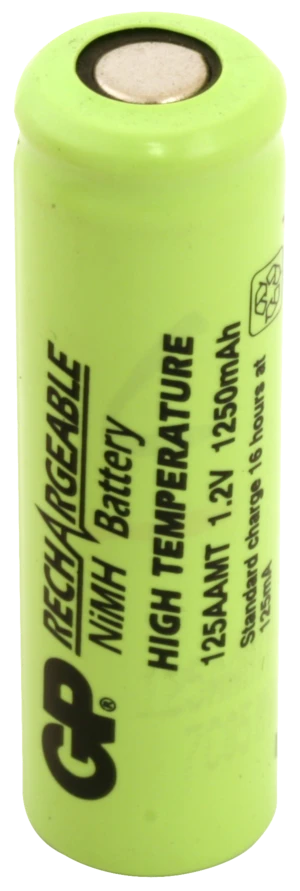 GP® RECHARGEABLE
NiMH Battery
HIGH TEMPERATURE
125AAMT 1.2V 1250mAh
Standard charge 16 hours at
125mA